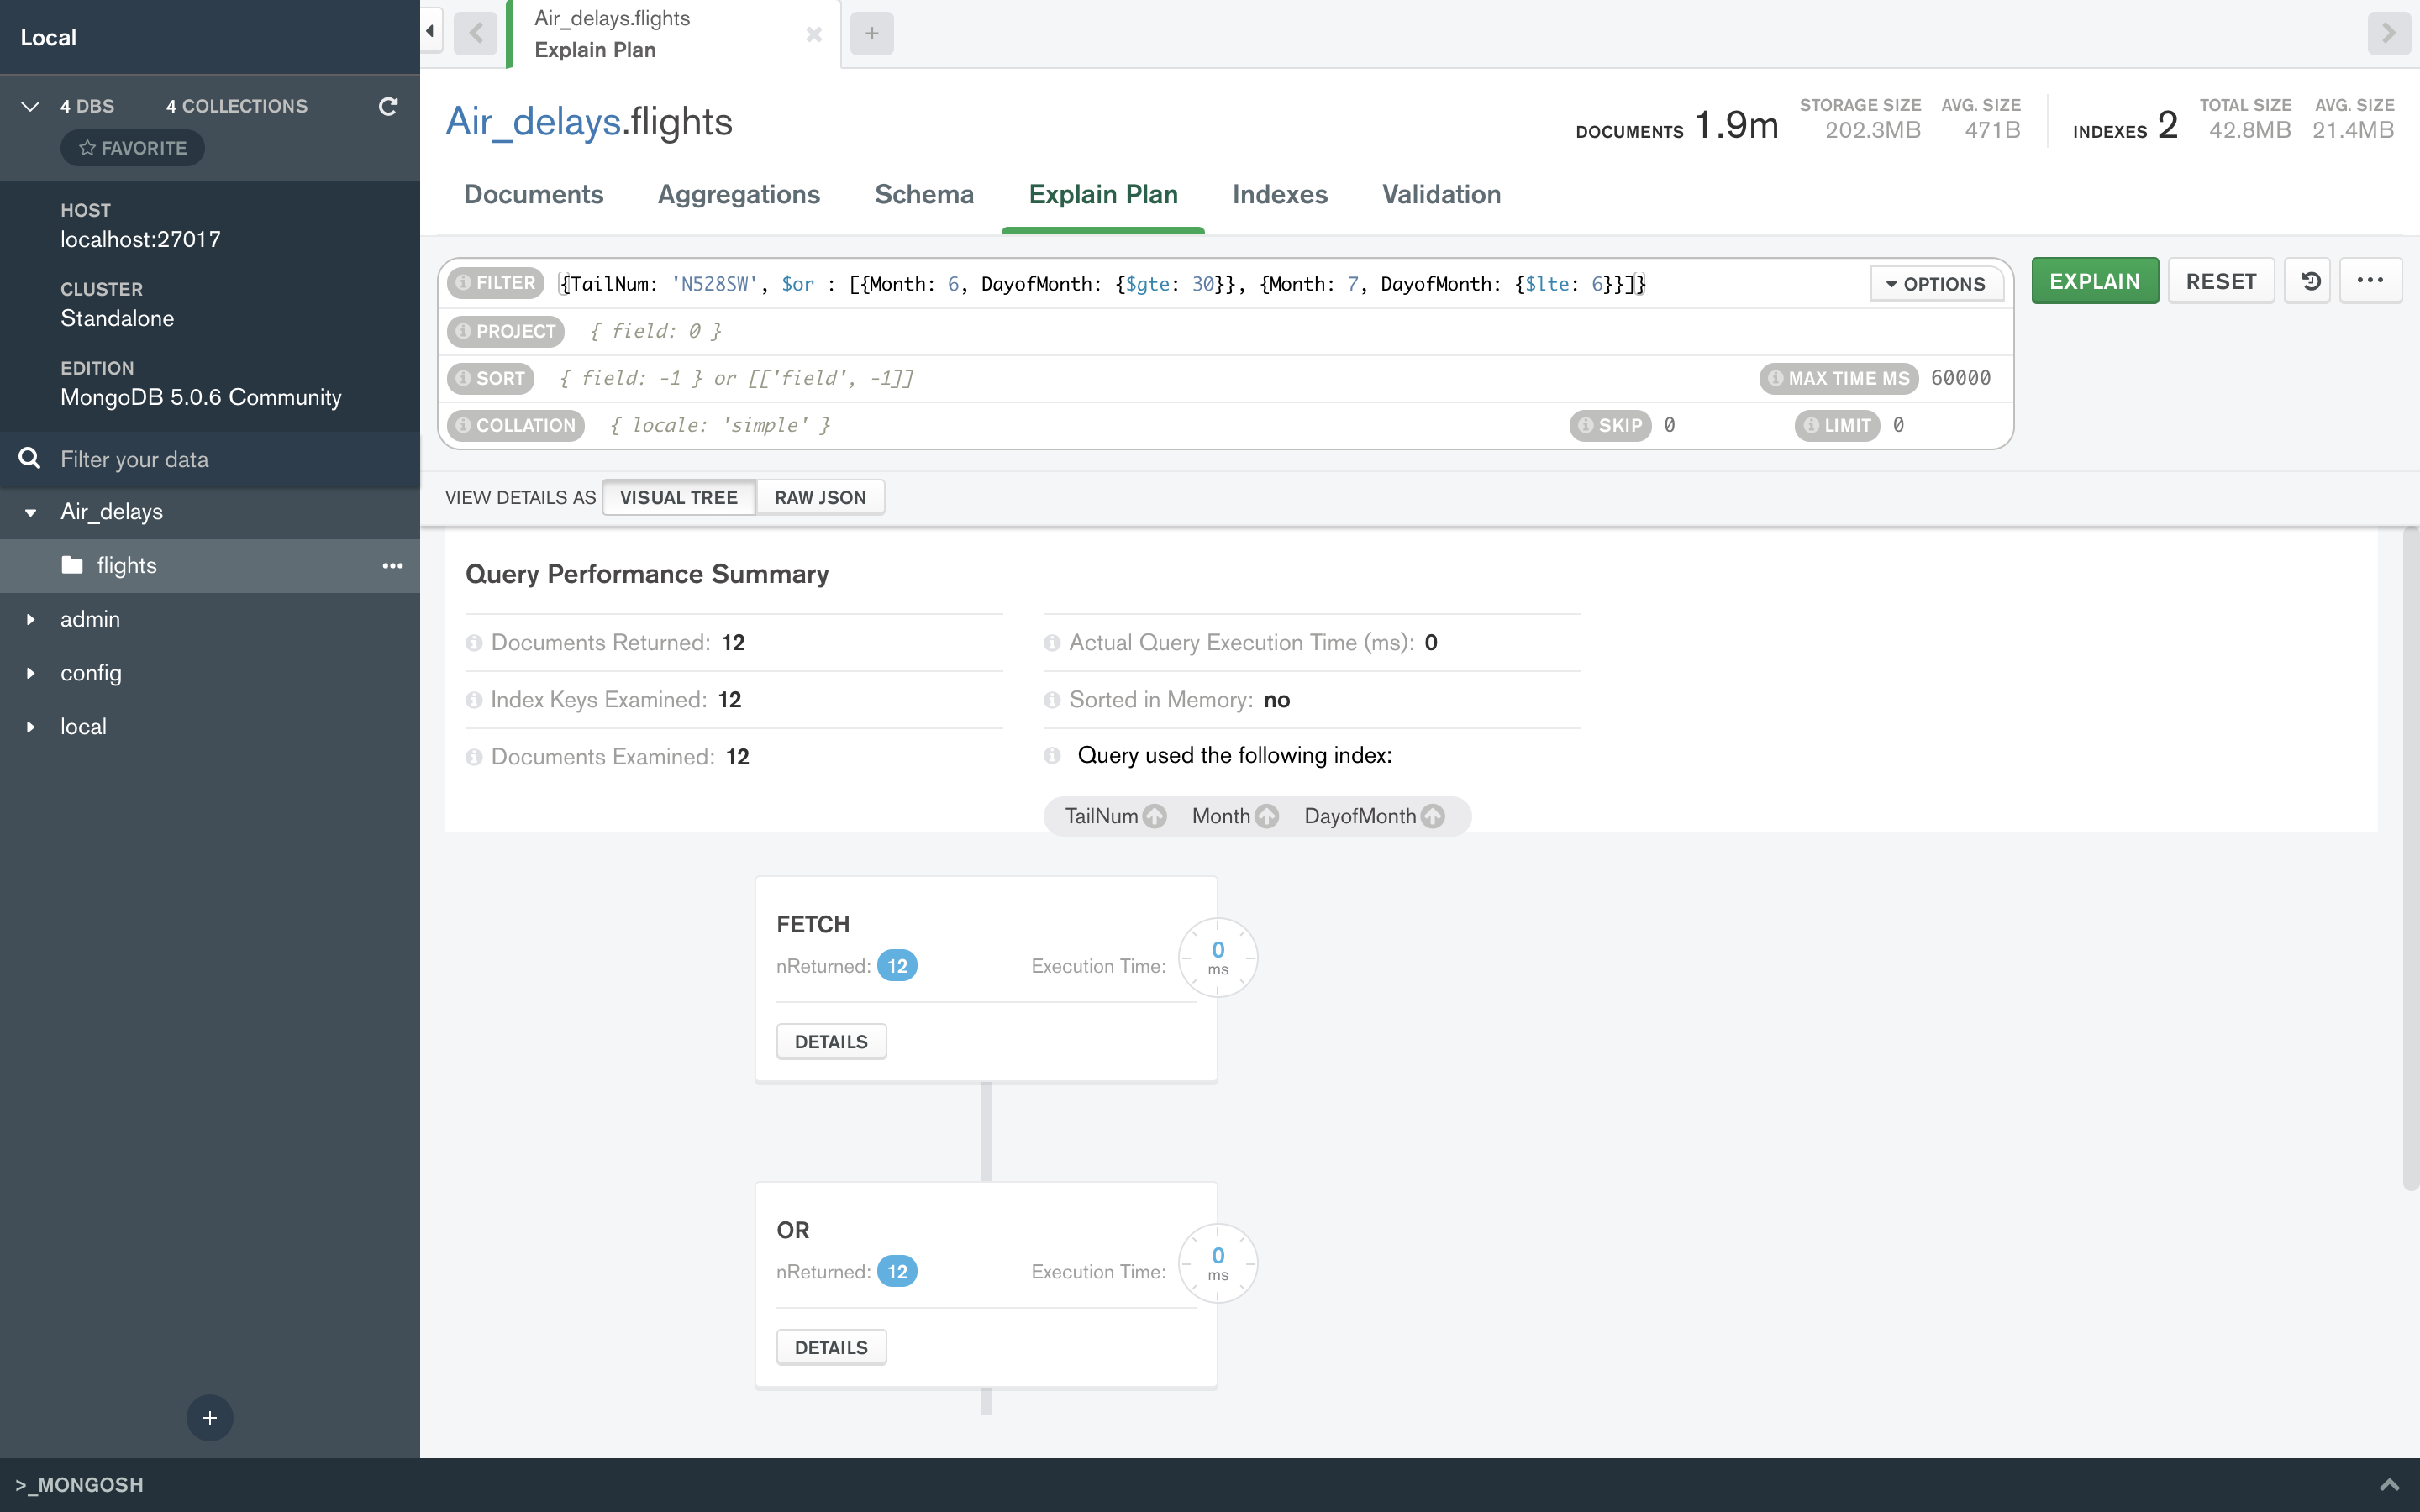 Local
4 DBS 4 COLLECTIONS
FAVORITE
HOST
localhost:27017
CLUSTER
Standalone
EDITION
MongoDB 5.0.6 Community
Filter your data
Air_delays
flights
admin
config
local
>_MONGOSH
Air_delays.flights
Explain Plan
Air_delays.flights
DOCUMENTS 1.9m
STORAGE SIZE
202.3MB
AVG. SIZE
471B
INDEXES 2
TOTAL SIZE
42.8MB
AVG. SIZE
21.4MB
Documents Aggregations Schema Explain Plan Indexes Validation
FILTER {TailNum: 'N528SW', $or : [{Month: 6, DayofMonth: {$gte: 30}}, {Month: 7, DayofMonth: {$lte: 6}}]} OPTIONS EXPLAIN RESET
PROJECT { field: 0 }
SORT { field: -1 } or [['field', -1]] MAX TIME MS 60000
COLLATION { locale: 'simple' } SKIP 0 LIMIT 0
VIEW DETAILS AS VISUAL TREE RAW JSON
Query Performance Summary
Documents Returned: 12
Index Keys Examined: 12
Documents Examined: 12
Actual Query Execution Time (ms): 0
Sorted in Memory: no
Query used the following index:
TailNum Month DayofMonth
FETCH
nReturned: 12 Execution Time: 0 ms
DETAILS
OR
nReturned: 12 Execution Time: 0 ms
DETAILS